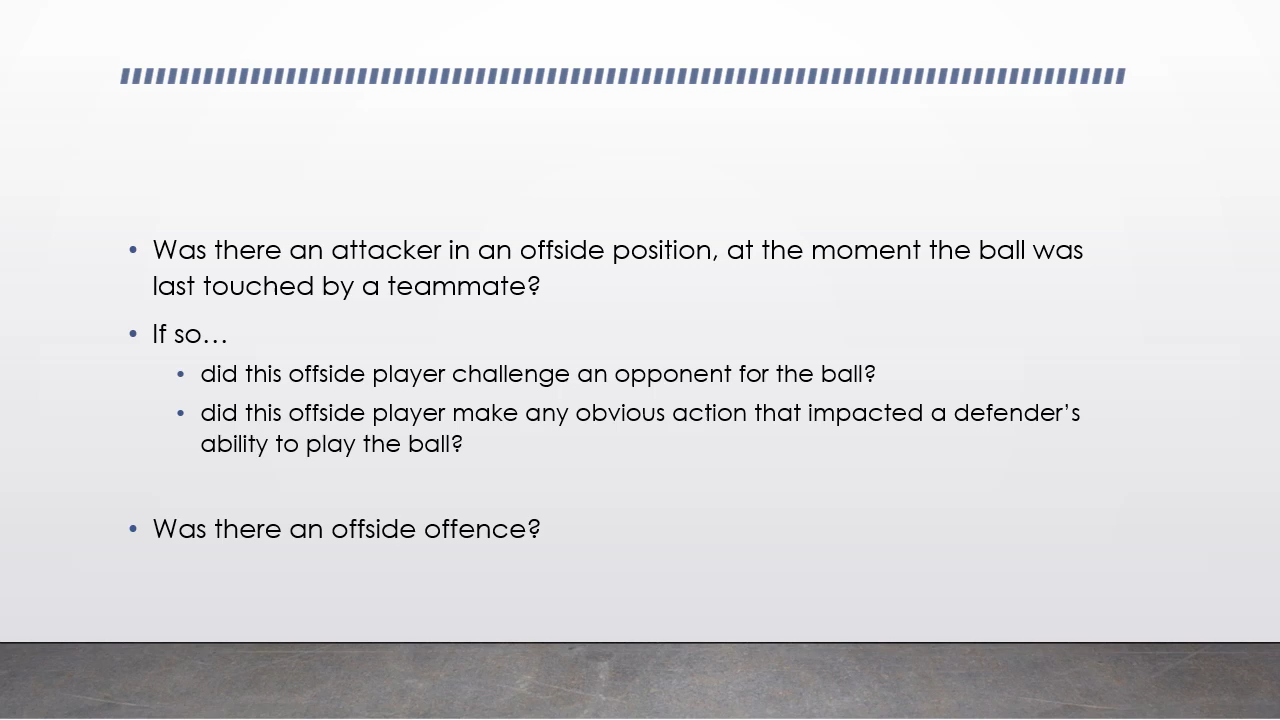 • Was there an attacker in an offside position, at the moment the ball was
last touched by a teammate?
• If so…
• did this offside player challenge an opponent for the ball?
• did this offside player make any obvious action that impacted a defender’s
ability to play the ball?
• Was there an offside offence?